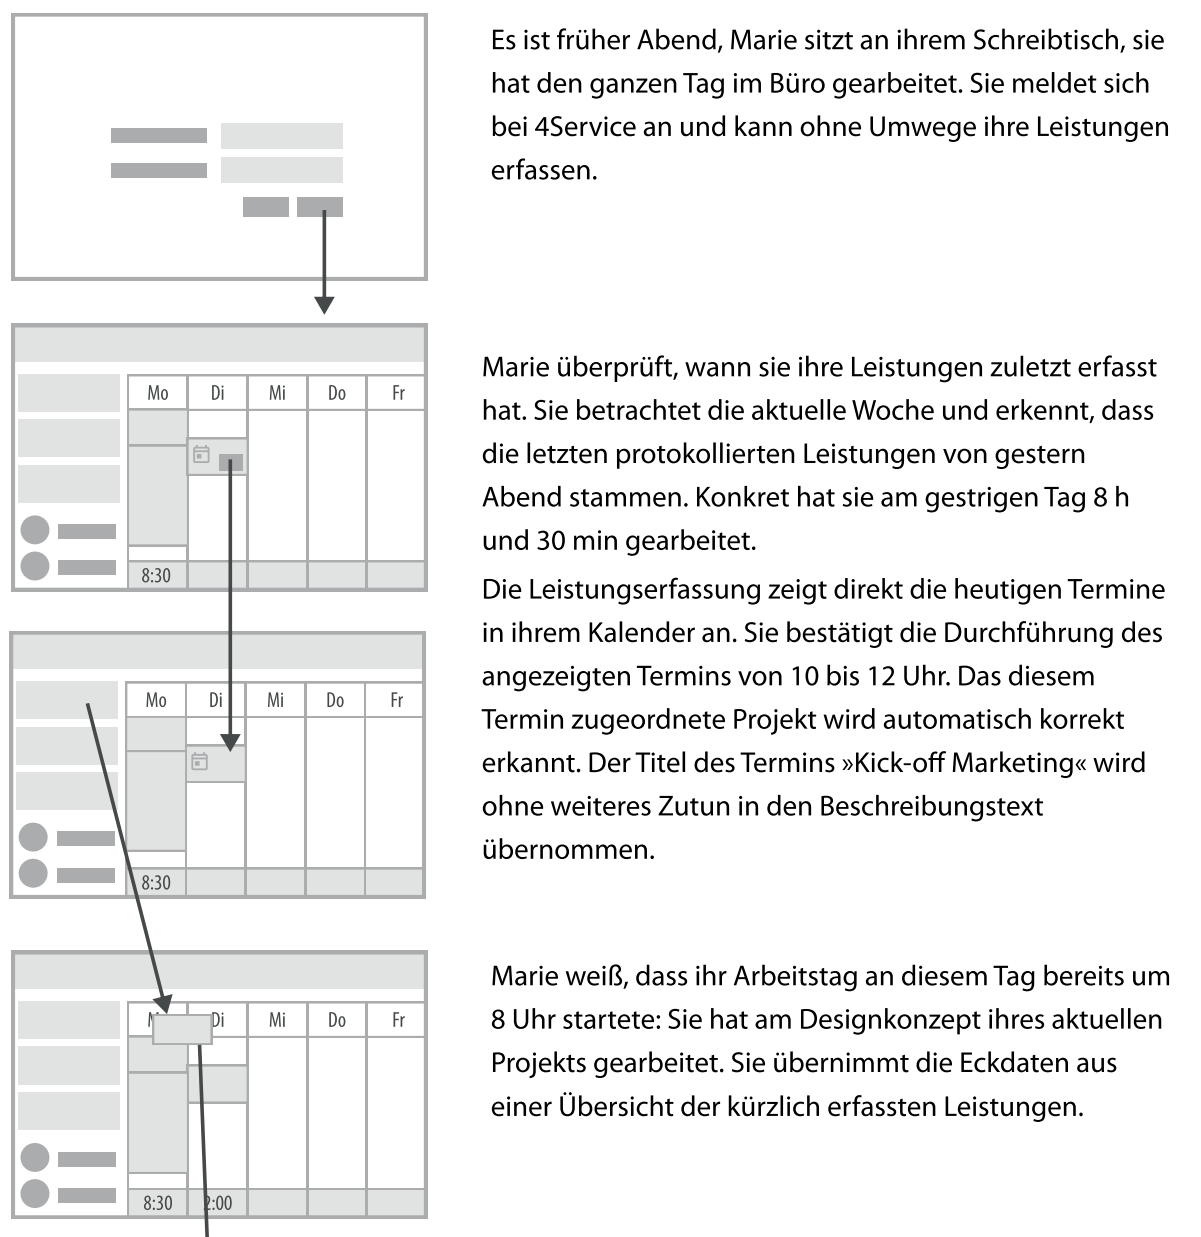 Es ist früher Abend, Marie sitzt an ihrem Schreibtisch, sie
hat den ganzen Tag im Büro gearbeitet. Sie meldet sich
bei 4Service an und kann ohne Umwege ihre Leistungen
erfassen.
Mo Di Mi Do Fr
8:30
Marie überprüft, wann sie ihre Leistungen zuletzt erfasst
hat. Sie betrachtet die aktuelle Woche und erkennt, dass
die letzten protokollierten Leistungen von gestern
Abend stammen. Konkret hat sie am gestrigen Tag 8 h
und 30 min gearbeitet.
Die Leistungserfassung zeigt direkt die heutigen Termine
in ihrem Kalender an. Sie bestätigt die Durchführung des
angezeigten Termins von 10 bis 12 Uhr. Das diesem
Termin zugeordnete Projekt wird automatisch korrekt
erkannt. Der Titel des Termins »Kick-off Marketing« wird
ohne weiteres Zutun in den Beschreibungstext
übernommen.
Mo Di Mi Do Fr
8:30
Marie weiß, dass ihr Arbeitstag an diesem Tag bereits um
8 Uhr startete: Sie hat am Designkonzept ihres aktuellen
Projekts gearbeitet. Sie übernimmt die Eckdaten aus
einer Übersicht der kürzlich erfassten Leistungen.
Di Mi Do Fr
8:30 2:00